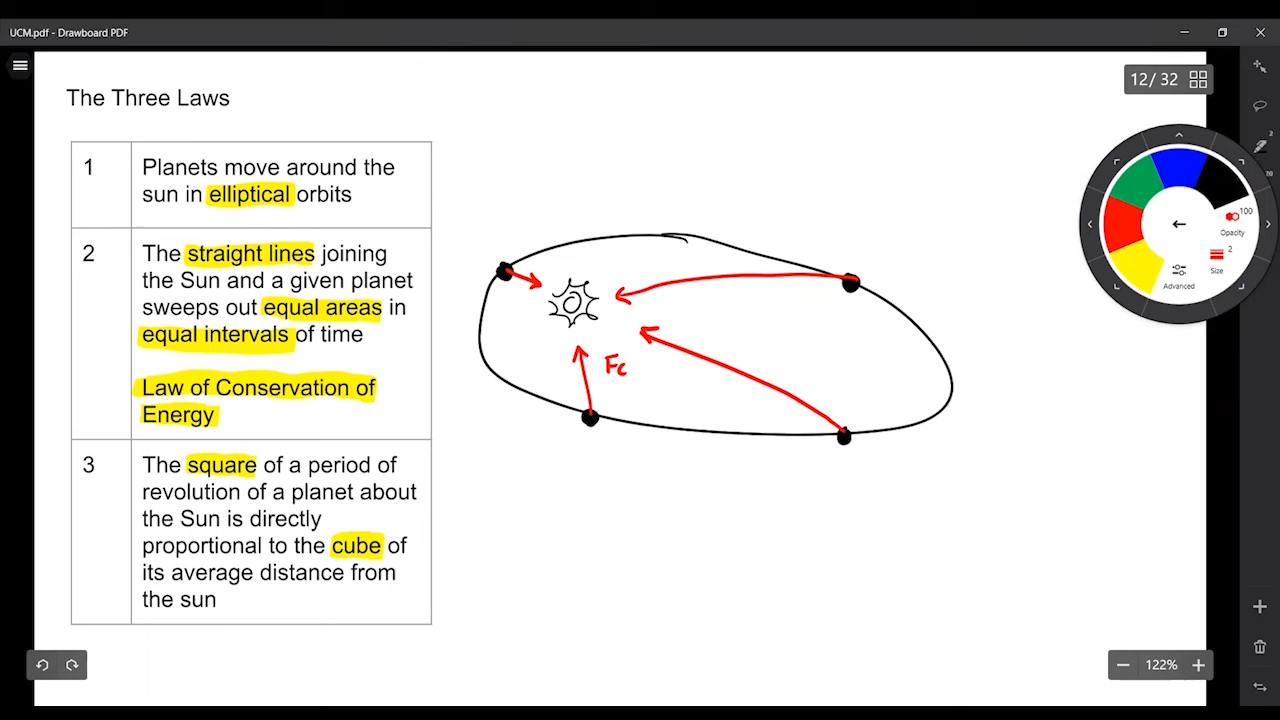 UCM.pdf - Drawboard PDF
12/ 32
The Three Laws
1
Planets move around the
sun in elliptical orbits
2
The straight lines joining
the Sun and a given planet
sweeps out equal areas in
equal intervals of time
Law of Conservation of
Energy
3
The square of a period of
revolution of a planet about
the Sun is directly
proportional to the cube of
its average distance from
the sun
Fc
100
Opacity
2
Size
Advanced
2
122%